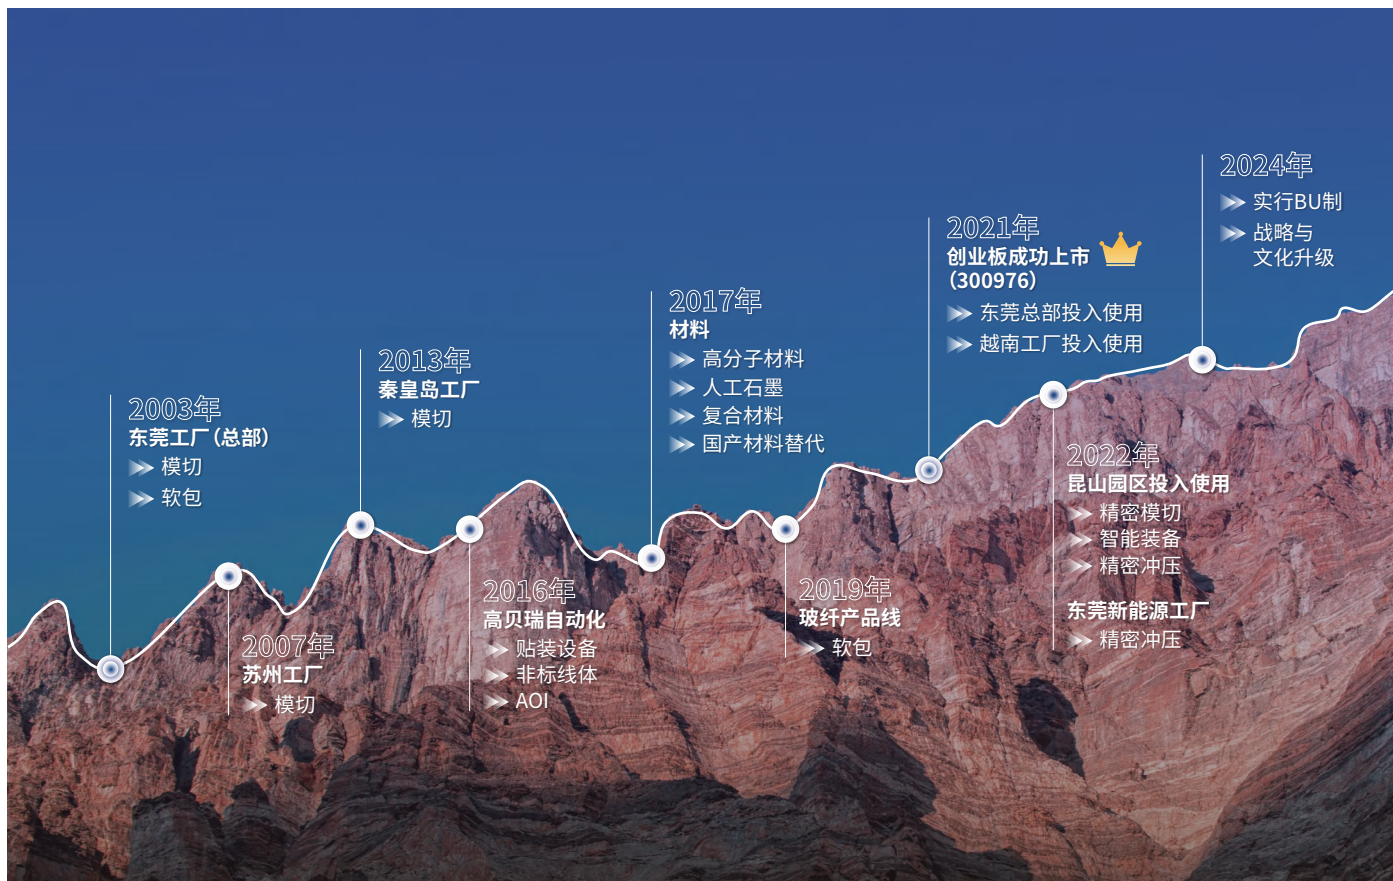 2003年
东莞工厂(总部)
模切
软包
2007年
苏州工厂
模切
2013年
秦皇岛工厂
模切
2016年
高贝瑞自动化
贴装设备
非标线体
AOI
2017年
材料
高分子材料
人工石墨
复合材料
国产材料替代
2019年
玻纤产品线
软包
2021年
创业板成功上市
(300976)
东莞总部投入使用
越南工厂投入使用
2022年
昆山园区投入使用
精密模切
智能装备
精密冲压
东莞新能源工厂
精密冲压
2024年
实行BU制
战略与
文化升级